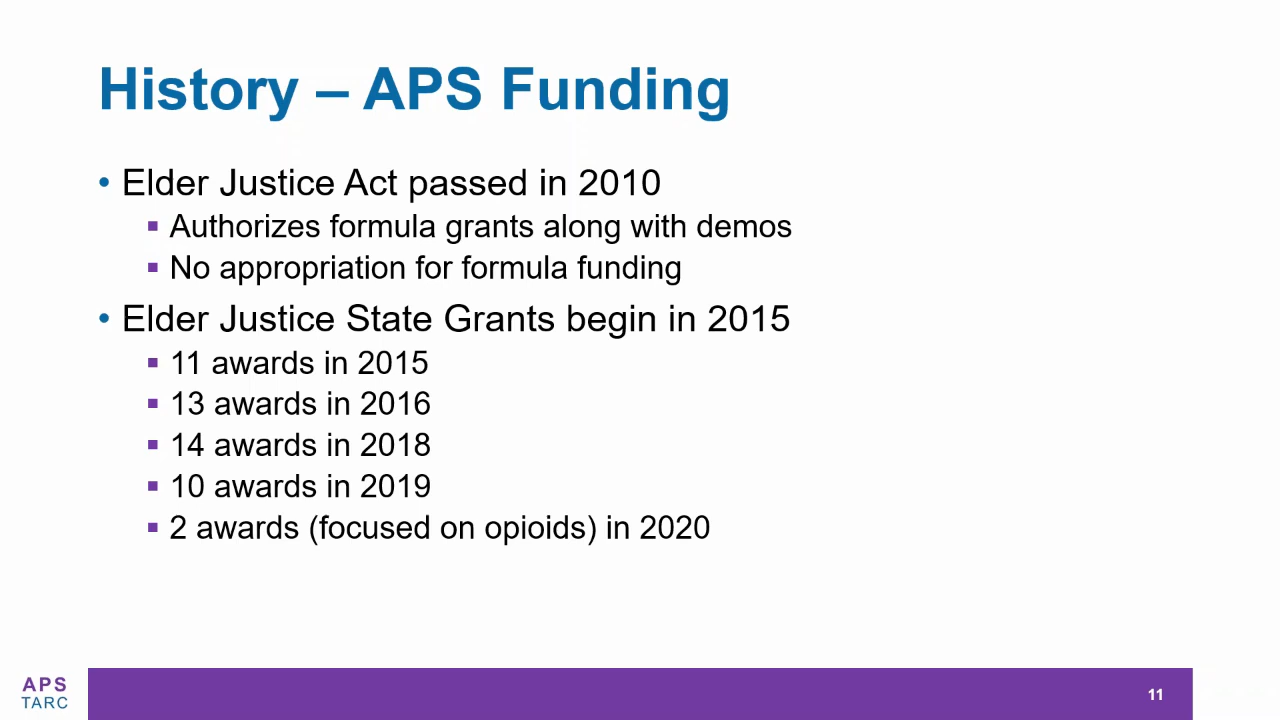 History – APS Funding
• Elder Justice Act passed in 2010
▪ Authorizes formula grants along with demos
▪ No appropriation for formula funding
• Elder Justice State Grants begin in 2015
▪ 11 awards in 2015
▪ 13 awards in 2016
▪ 14 awards in 2018
▪ 10 awards in 2019
▪ 2 awards (focused on opioids) in 2020
APS
TARC
11